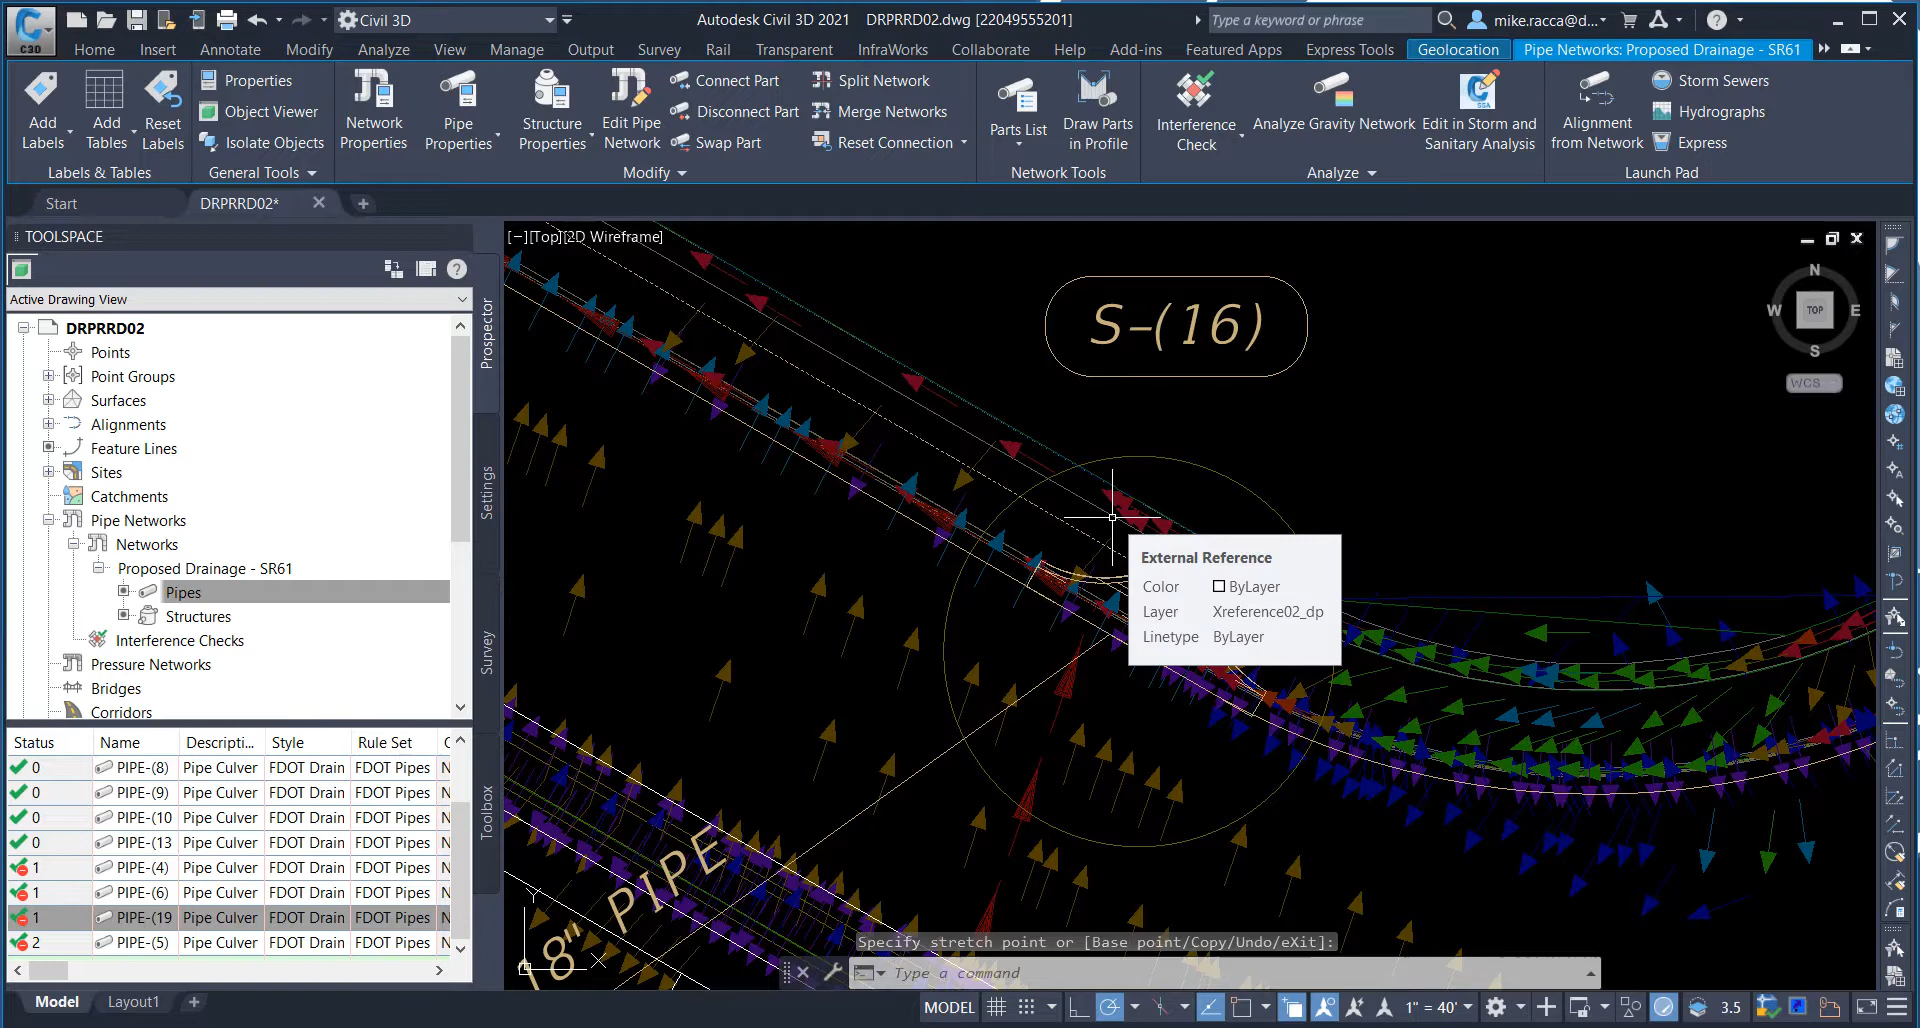 C3D
Civil 3D
Autodesk Civil 3D 2021 DRPRRD02.dwg [22049555201]
Type a keyword or phrase
mike.racca@d...
Home Insert Annotate Modify Analyze View Manage Output Survey Rail Transparent InfraWorks Collaborate Help Add-ins Featured Apps Express Tools Geolocation Pipe Networks: Proposed Drainage - SR61
Add Labels
Add Tables
Reset Labels
Properties
Object Viewer
Isolate Objects
Network Properties
Pipe Properties
Structure Properties
Edit Pipe Network
Connect Part
Disconnect Part
Swap Part
Split Network
Merge Networks
Reset Connection
Parts List
Draw Parts in Profile
Interference Check
Analyze Gravity Network
SSA
Edit in Storm and Sanitary Analysis
Alignment from Network
Storm Sewers
Hydrographs
Express
Labels & Tables General Tools Modify Network Tools Analyze Launch Pad
Start DRPRRD02*
TOOLSPACE
Active Drawing View
DRPRRD02
Points
Point Groups
Surfaces
Alignments
Feature Lines
Sites
Catchments
Pipe Networks
Networks
Proposed Drainage - SR61
Pipes
Structures
Interference Checks
Pressure Networks
Bridges
Corridors
Prospector
Settings
Survey
Toolbox
Status Name Descripti... Style Rule Set
0 PIPE-(8) Pipe Culver FDOT Drain FDOT Pipes N
0 PIPE-(9) Pipe Culver FDOT Drain FDOT Pipes N
0 PIPE-(10 Pipe Culver FDOT Drain FDOT Pipes N
0 PIPE-(13 Pipe Culver FDOT Drain FDOT Pipes N
1 PIPE-(4) Pipe Culver FDOT Drain FDOT Pipes N
1 PIPE-(6) Pipe Culver FDOT Drain FDOT Pipes N
1 PIPE-(19 Pipe Culver FDOT Drain FDOT Pipes N
2 PIPE-(5) Pipe Culver FDOT Drain FDOT Pipes N
[−][Top][2D Wireframe]
S-(16)
N
W TOP E
S
WCS
External Reference
Color ByLayer
Layer Xreference02_dp
Linetype ByLayer
18" PIPE
Y
X
Specify stretch point or [Base point/Copy/Undo/eXit]:
Type a command
Model Layout1
MODEL 1" = 40' 3.5